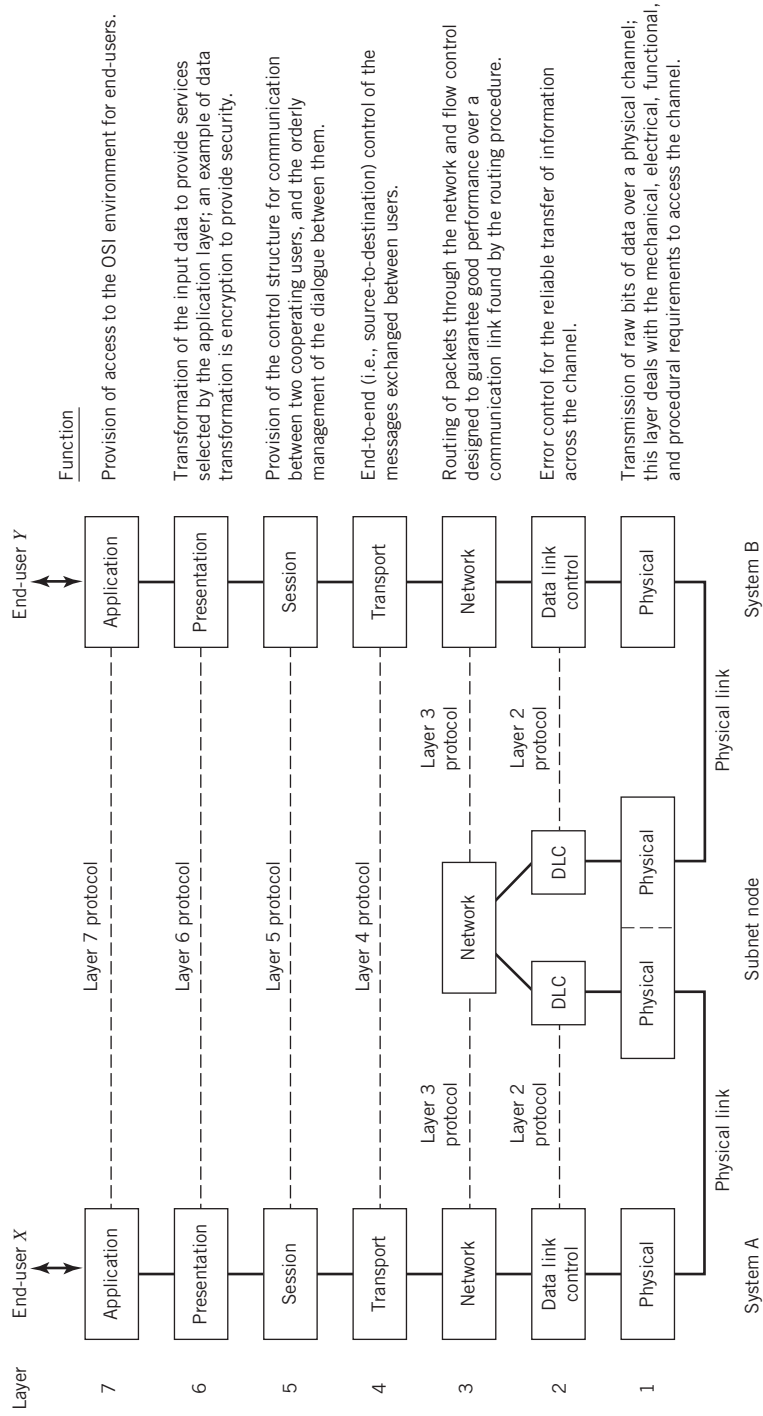 Layer
End-user X
End-user Y
Function
7
Application
Layer 7 protocol
Application
Provision of access to the OSI environment for end-users.
6
Presentation
Layer 6 protocol
Presentation
Transformation of the input data to provide services
selected by the application layer; an example of data
transformation is encryption to provide security.
5
Session
Layer 5 protocol
Session
Provision of the control structure for communication
between two cooperating users, and the orderly
management of the dialogue between them.
4
Transport
Layer 4 protocol
Transport
End-to-end (i.e., source-to-destination) control of the
messages exchanged between users.
3
Network
Layer 3
protocol
Network
Layer 3
protocol
Network
Routing of packets through the network and flow control
designed to guarantee good performance over a
communication link found by the routing procedure.
2
Data link
control
Layer 2
protocol
DLC
DLC
Layer 2
protocol
Data link
control
Error control for the reliable transfer of information
across the channel.
1
Physical
Physical
Physical
Physical
Transmission of raw bits of data over a physical channel;
this layer deals with the mechanical, electrical, functional,
and procedural requirements to access the channel.
Physical link
Physical link
System A
Subnet node
System B